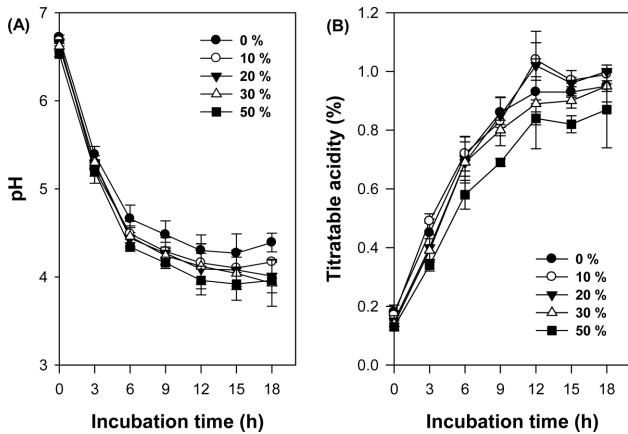 (A)
7
6
5
4
3
pH
0 %
10 %
20 %
30 %
50 %
0 3 6 9 12 15 18
Incubation time (h)
(B)
1.2
1.0
0.8
0.6
0.4
0.2
0.0
Titratable acidity (%)
0 %
10 %
20 %
30 %
50 %
0 3 6 9 12 15 18
Incubation time (h)